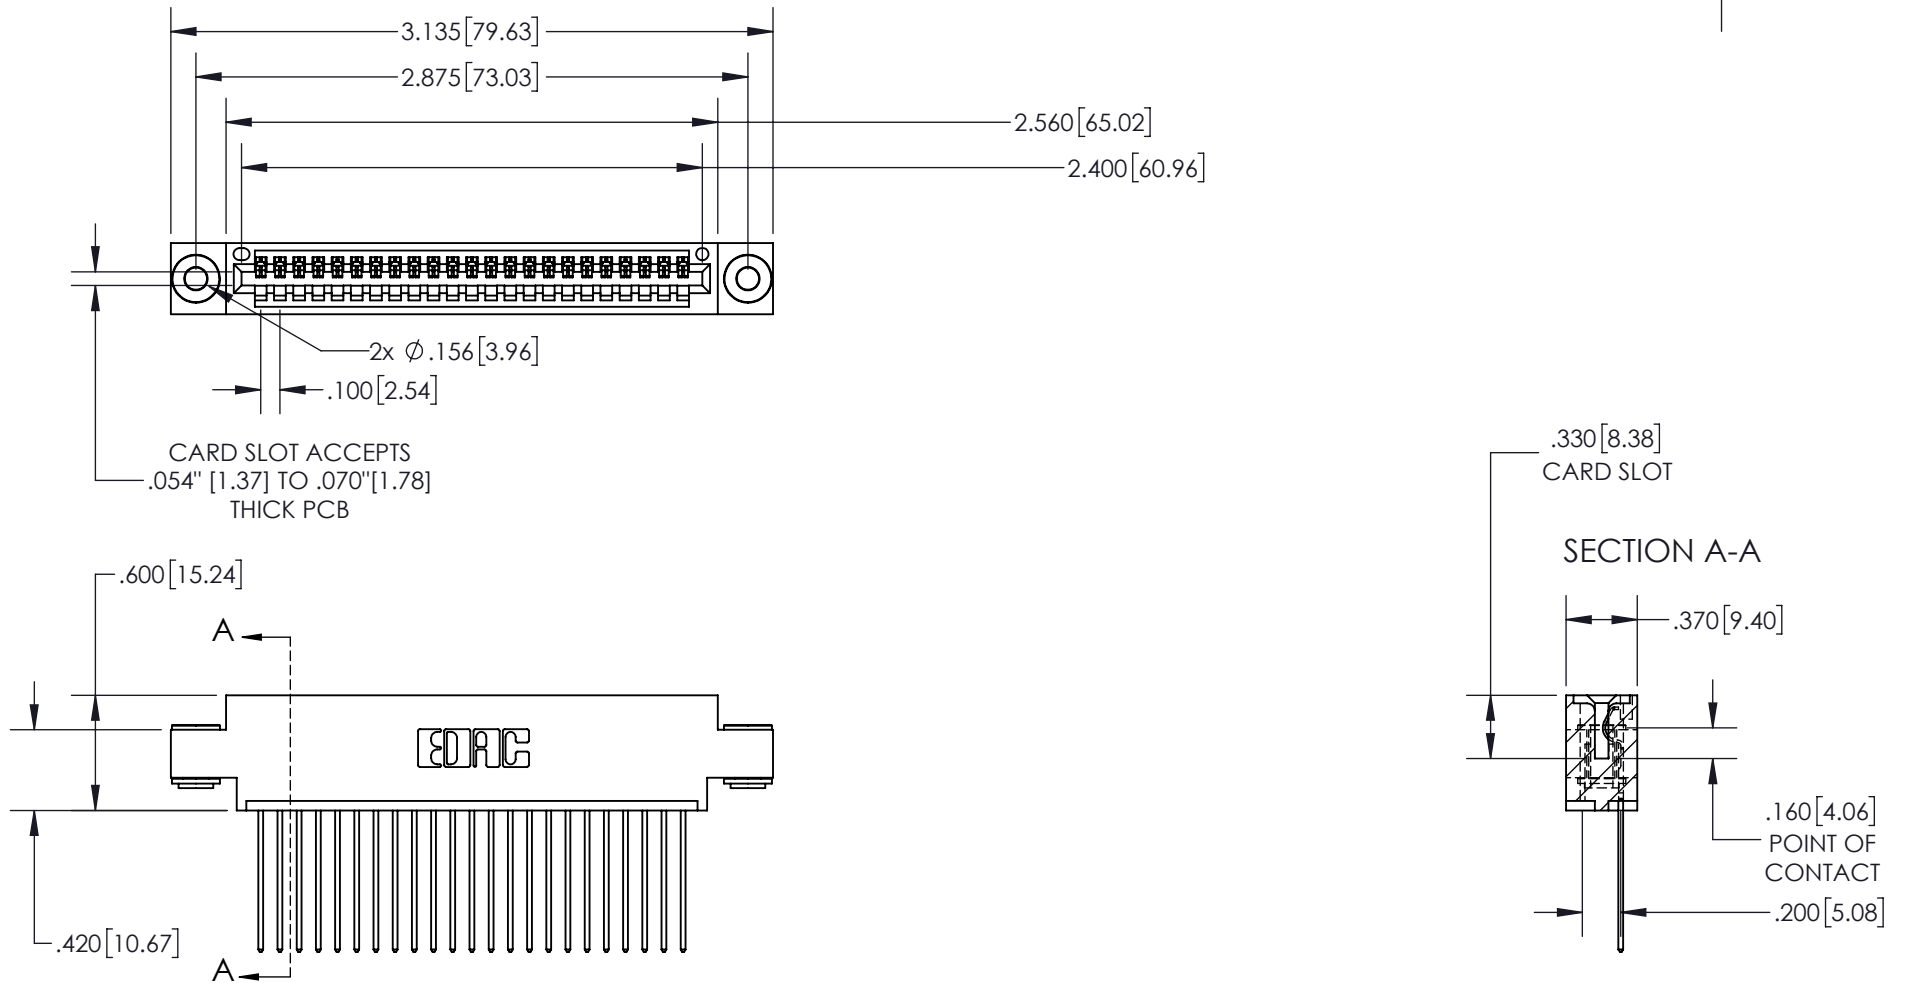 3.135[79.63]
2.875[73.03]
2.560[65.02]
2.400[60.96]
2x Ø.156[3.96]
.100[2.54]
CARD SLOT ACCEPTS
.054" [1.37] TO .070"[1.78]
THICK PCB
.330[8.38]
CARD SLOT
SECTION A-A
.600[15.24]
.370[9.40]
A
EDAC
.160[4.06]
POINT OF
CONTACT
.200[5.08]
.420[10.67]
A